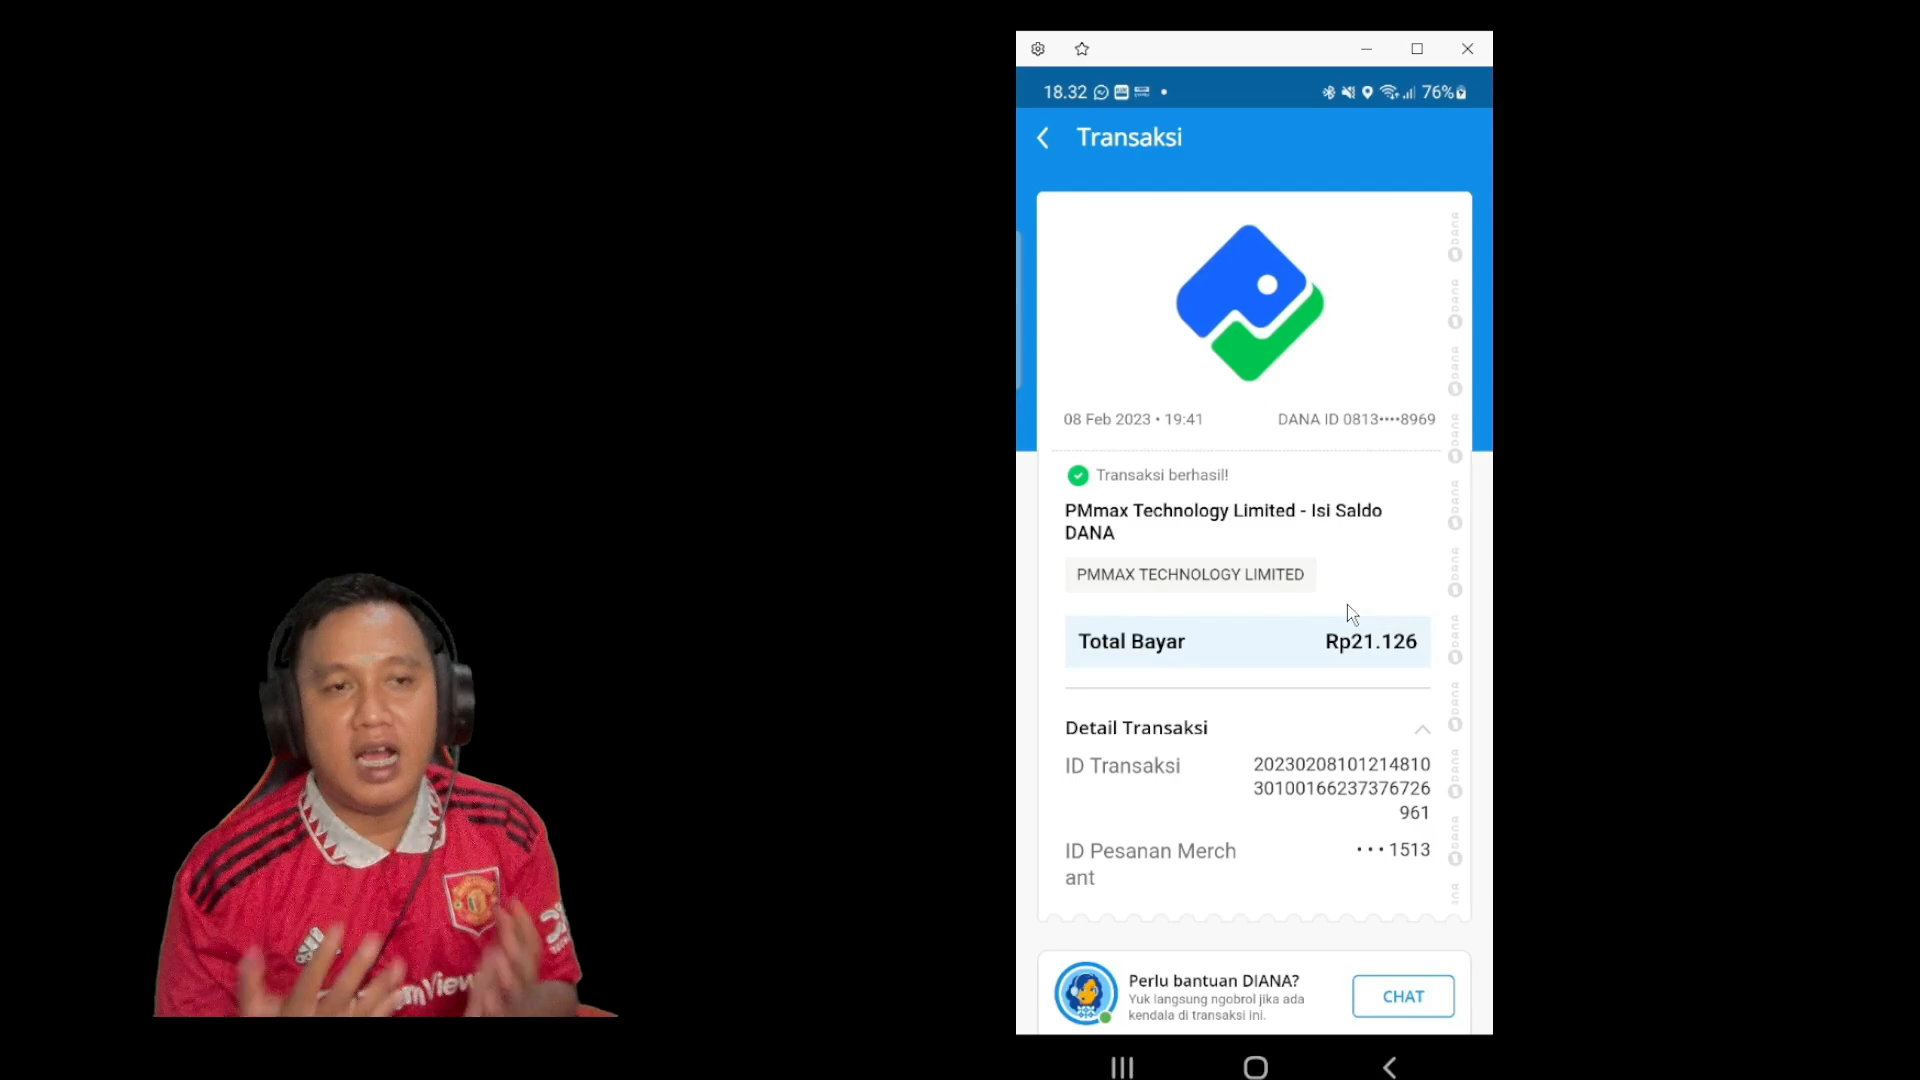 18.32
76%
Transaksi
08 Feb 2023 • 19:41
DANA ID 0813••••8969
Transaksi berhasil!
PMmax Technology Limited - Isi Saldo
DANA
PMMAX TECHNOLOGY LIMITED
Total Bayar
Rp21.126
Detail Transaksi
ID Transaksi
20230208101214810
30100166237376726
961
ID Pesanan Merch
ant
•••1513
Perlu bantuan DIANA?
Yuk langsung ngobrol jika ada
kendala di transaksi ini.
CHAT
DANA